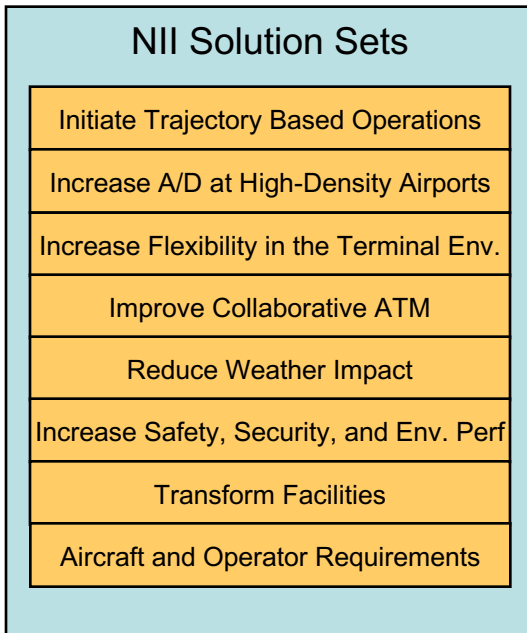 NII Solution Sets
Initiate Trajectory Based Operations
Increase A/D at High-Density Airports
Increase Flexibility in the Terminal Env.
Improve Collaborative ATM
Reduce Weather Impact
Increase Safety, Security, and Env. Perf
Transform Facilities
Aircraft and Operator Requirements